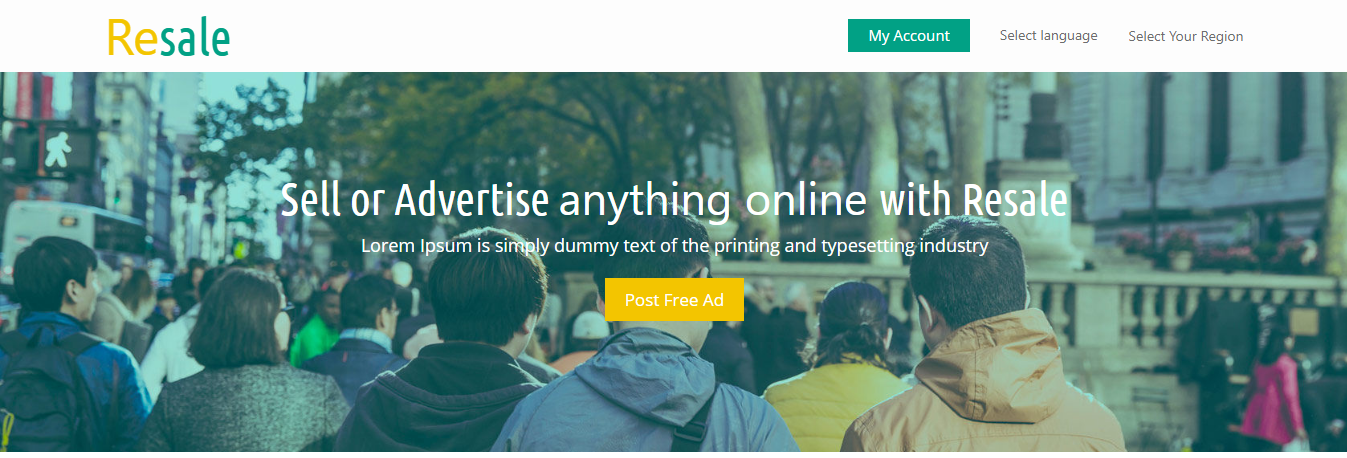 Resale
My Account
Select language
Select Your Region
Sell or Advertise anything online with Resale
Lorem Ipsum is simply dummy text of the printing and typesetting industry
Post Free Ad